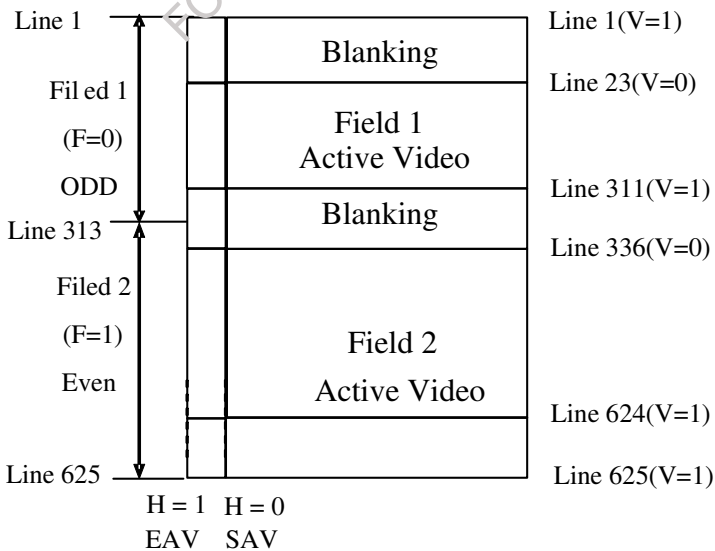 FO
Line 1
Line 1(V=1)
Blanking
Line 23(V=0)
Fil ed 1
(F=0)
ODD
Field 1
Active Video
Line 311(V=1)
Blanking
Line 313
Line 336(V=0)
Filed 2
(F=1)
Even
Field 2
Active Video
Line 624(V=1)
Line 625
Line 625(V=1)
H = 1
H = 0
EAV
SAV